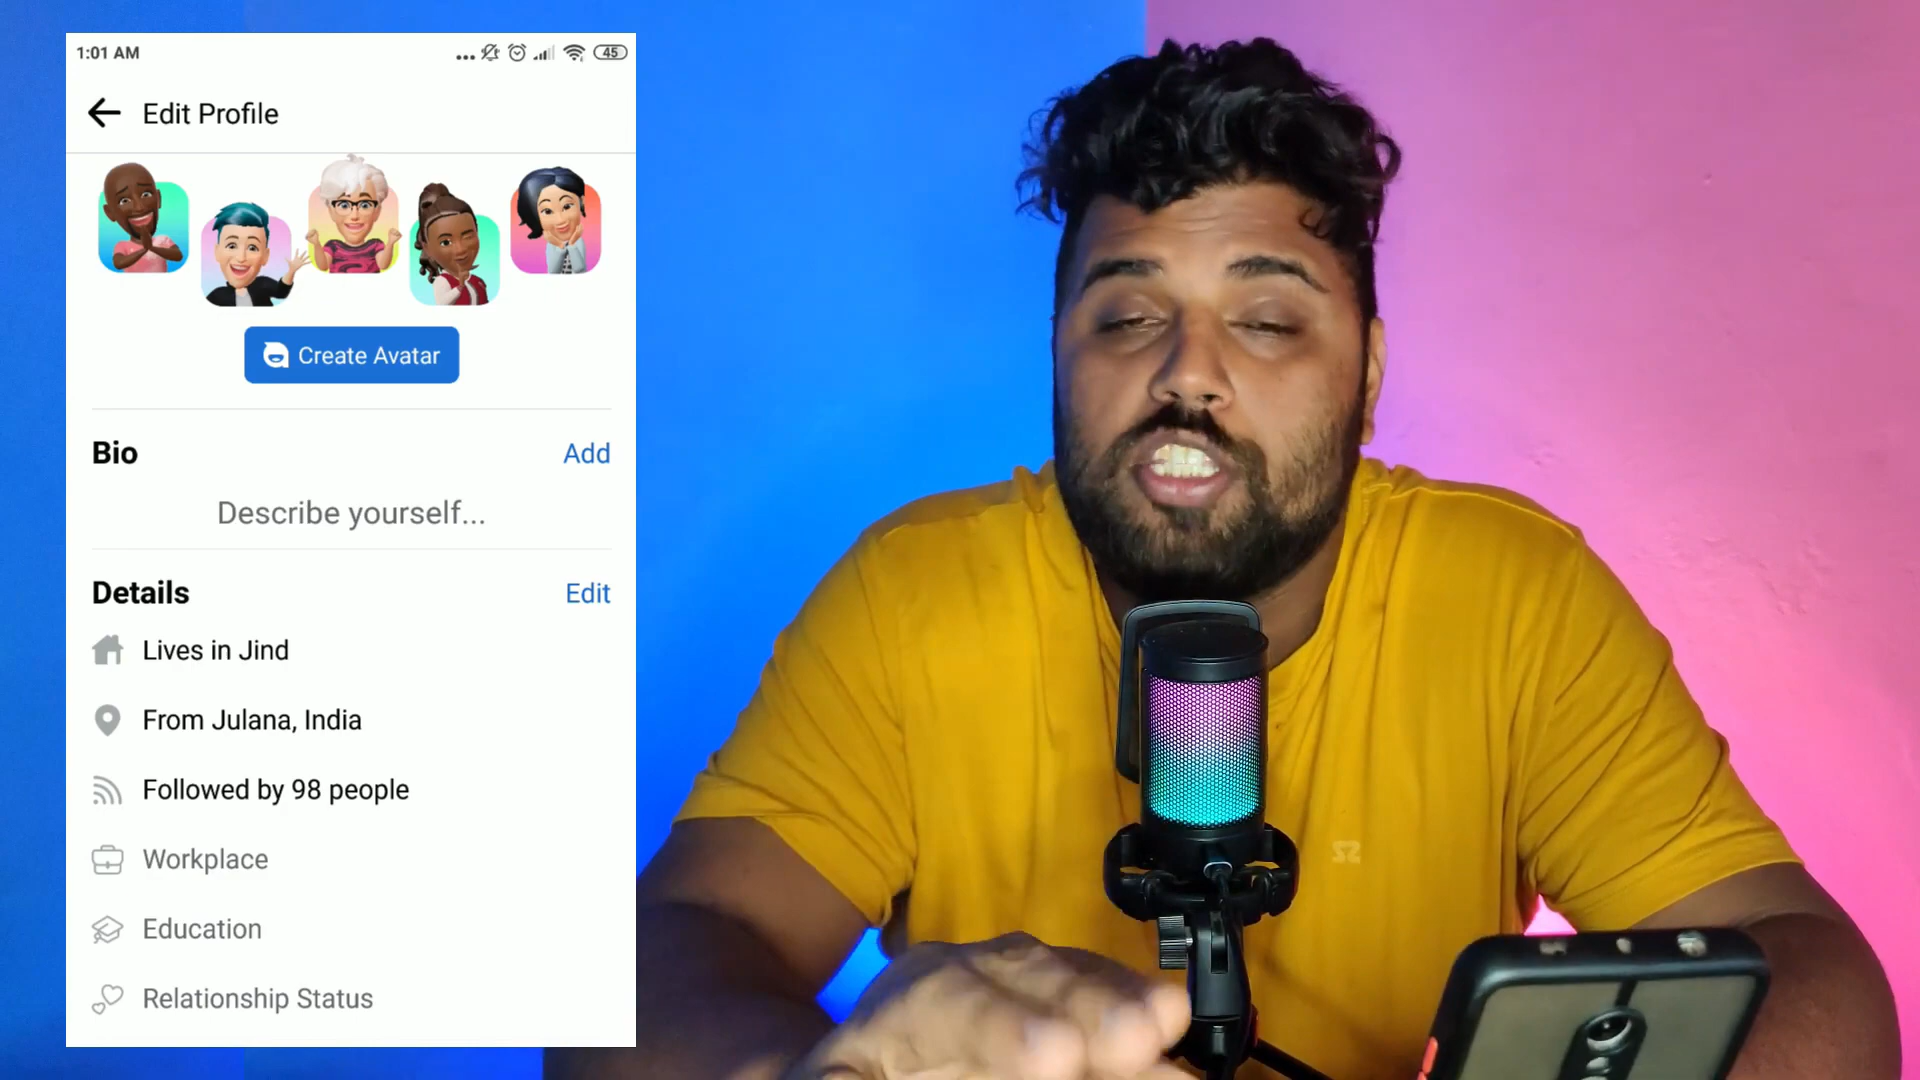 1:01 AM
45
Edit Profile
Create Avatar
Bio
Add
Describe yourself...
Details
Edit
Lives in Jind
From Julana, India
Followed by 98 people
Workplace
Education
Relationship Status